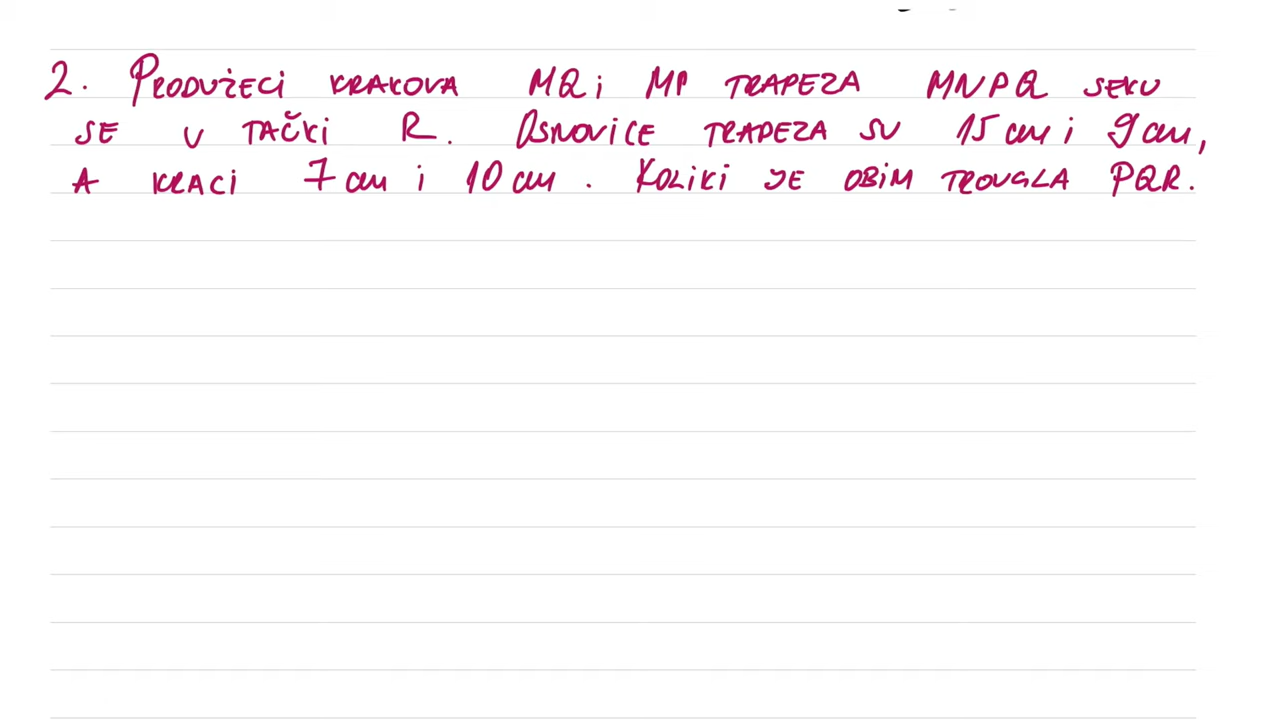 2. PRODUŽECI KRAKOVA MQ i MP TRAPEZA MNPQ SEKU
SE U TAČKI R. OSNOVICE TRAPEZA SU 15 cm i 9 cm,
A KRACI 7 cm i 10 cm. KOLIKI JE OBIM TROUGLA PQR.